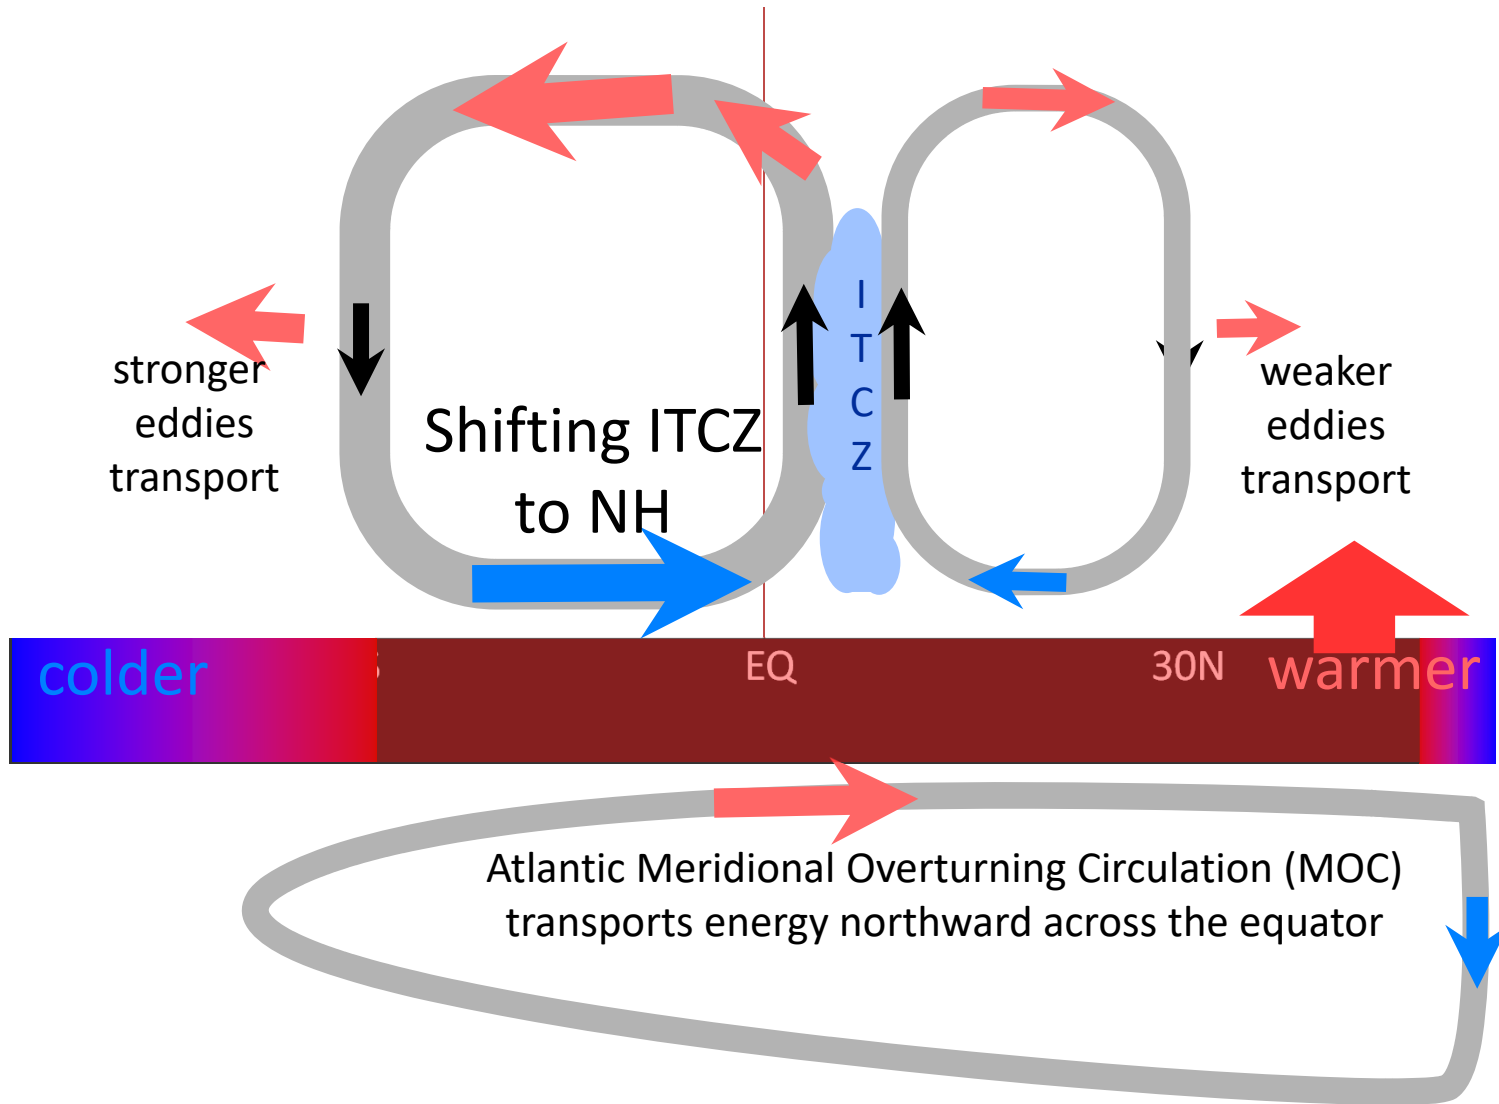 I
T
C
Z
stronger
eddies
transport
Shifting ITCZ
to NH
weaker
eddies
transport
colder
EQ
30N
warmer
Atlantic Meridional Overturning Circulation (MOC)
transports energy northward across the equator